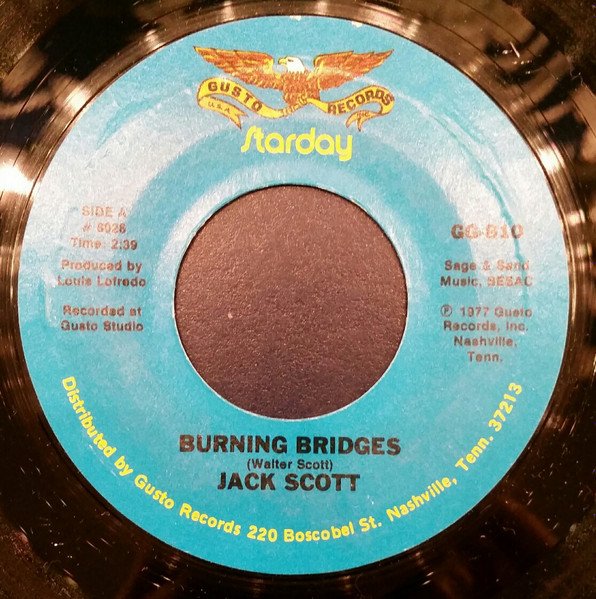 GUSTO RECORDS
U.S.A.
Starday
SIDE A
Time: 2:39
Produced by
Louis Lofredo
Recorded at
Gusto Studio
GG-810
Sage & Sand
Music, SESAC
℗ 1977 Gusto
Records, Inc.
Nashville,
Tenn.
BURNING BRIDGES
(Walter Scott)
JACK SCOTT
Distributed by Gusto Records 220 Boscobel St. Nashville, Tenn. 37213